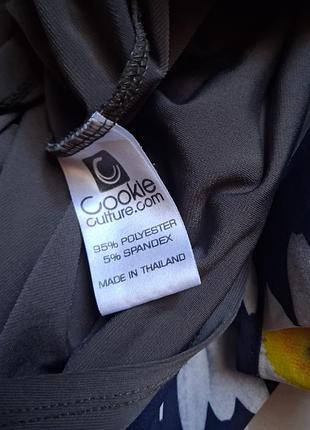 Cookie
culture.com
95% POLYESTER
5% SPANDEX
MADE IN THAILAND